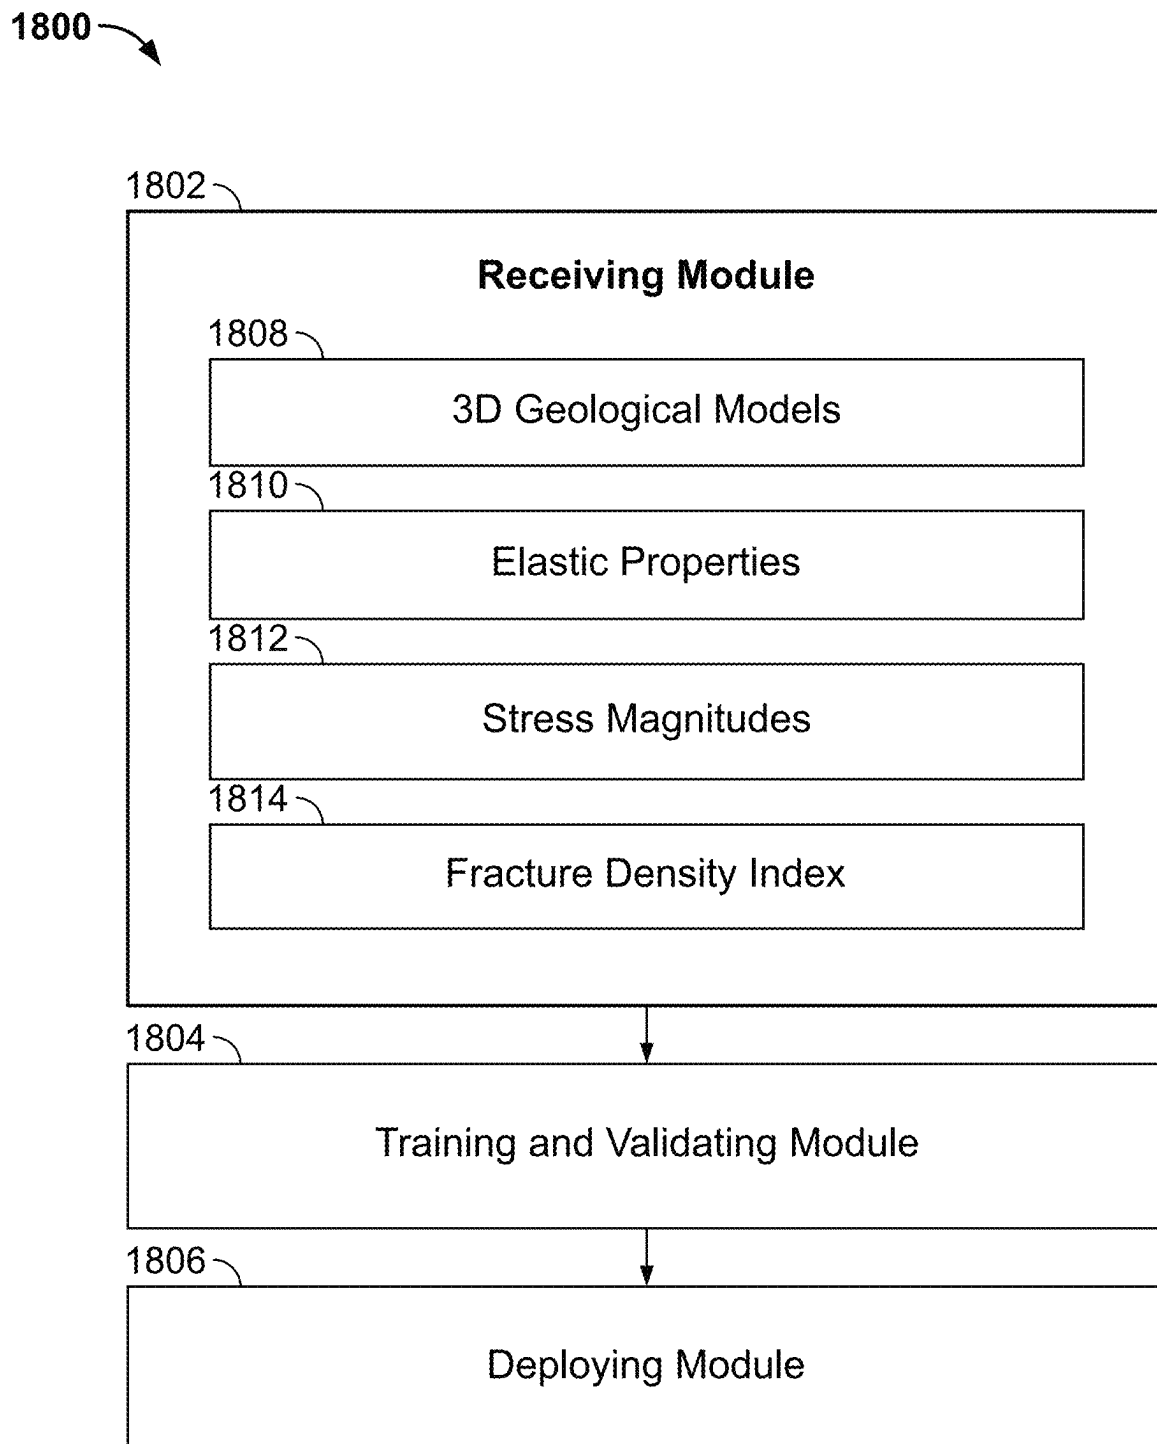 1800
1802
Receiving Module
1808
3D Geological Models
1810
Elastic Properties
1812
Stress Magnitudes
1814
Fracture Density Index
1804
Training and Validating Module
1806
Deploying Module